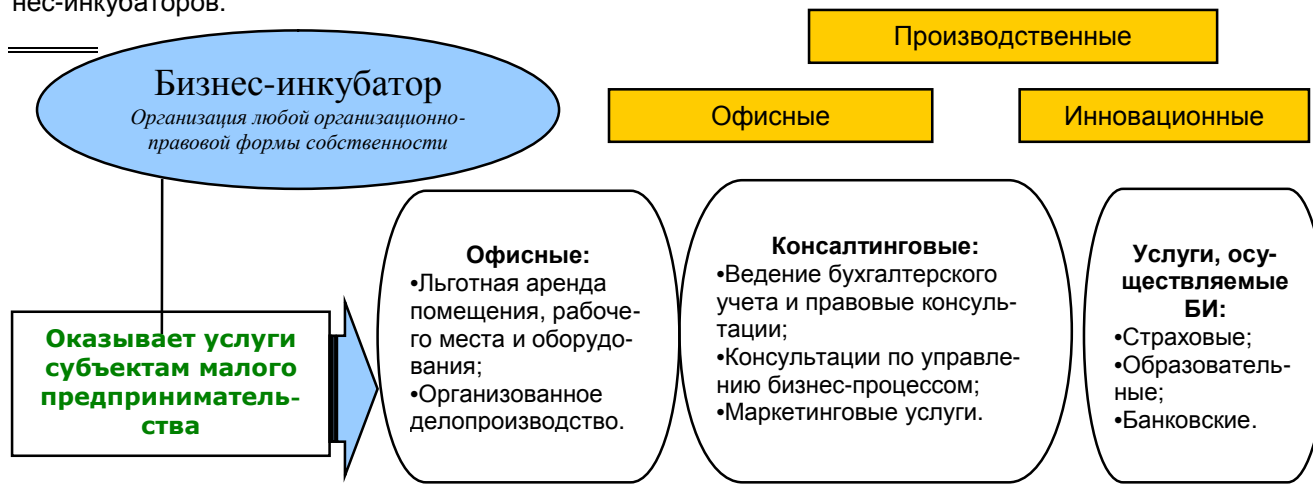 нес-инкубаторов.
Производственные
Бизнес-инкубатор
Организация любой организационно-
правовой формы собственности
Офисные
Инновационные
Оказывает услуги
субъектам малого
предприниматель-
ства
Офисные:
•Льготная аренда
помещения, рабоче-
го места и оборудо-
вания;
•Организованное
делопроизводство.
Консалтинговые:
•Ведение бухгалтерского
учета и правовые консуль-
тации;
•Консультации по управле-
нию бизнес-процессом;
•Маркетинговые услуги.
Услуги, осу-
ществляемые
БИ:
•Страховые;
•Образователь-
ные;
•Банковские.